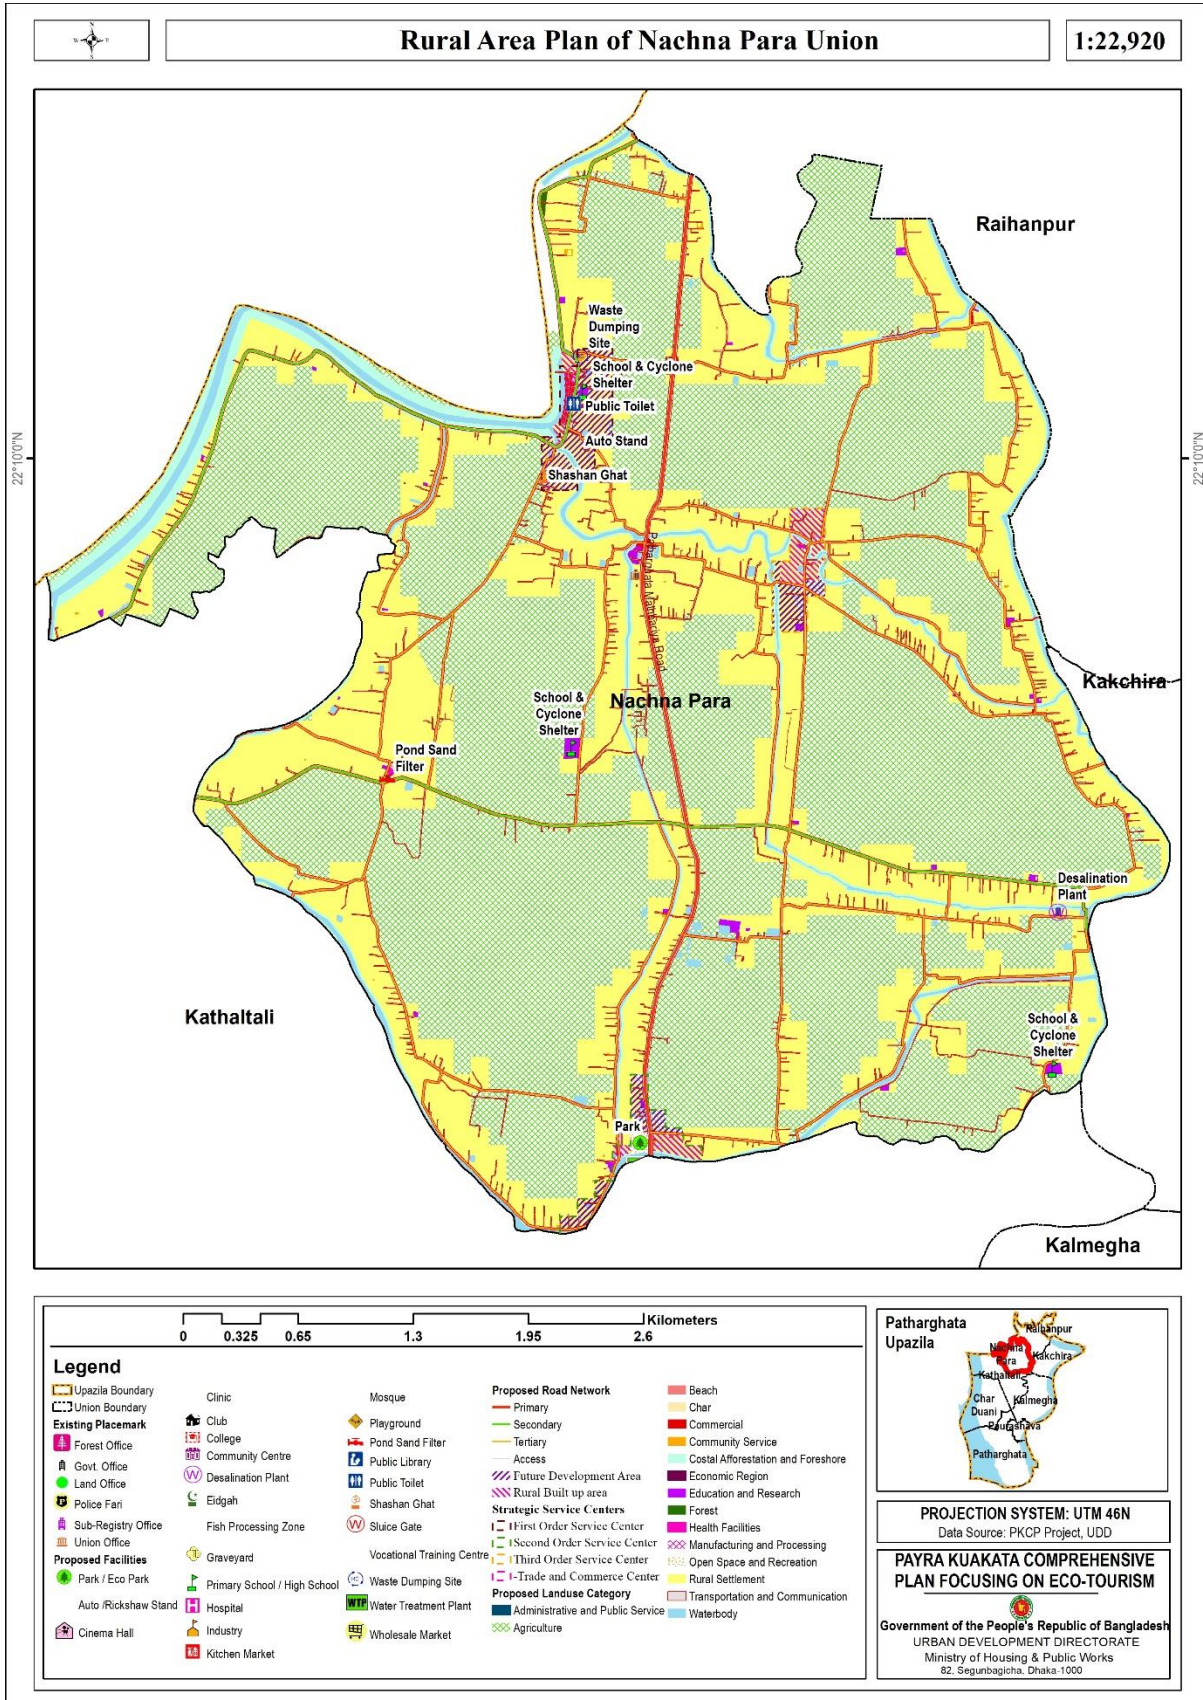 N
W
E
S
Rural Area Plan of Nachna Para Union
1:22,920
22°10'0"N
22°10'0"N
Raihanpur
Waste
Dumping
Site
School & Cyclone
Shelter
Public Toilet
Auto Stand
Shashan Ghat
Patharghata Mathbariya Road
Kakchira
School &
Cyclone
Shelter
Nachna Para
Pond Sand
Filter
Desalination
Plant
Kathaltali
School &
Cyclone
Shelter
Park
Kalmegha
Kilometers
0 0.325 0.65 1.3 1.95 2.6
Legend
Upazila Boundary
Union Boundary
Existing Placemark
Forest Office
Govt. Office
Land Office
Police Fari
Sub-Registry Office
Union Office
Proposed Facilities
Park / Eco Park
Auto /Rickshaw Stand
Cinema Hall
Clinic
Club
College
Community Centre
Desalination Plant
Eidgah
Fish Processing Zone
Graveyard
Primary School / High School
Hospital
Industry
Kitchen Market
Mosque
Playground
Pond Sand Filter
Public Library
Public Toilet
Shashan Ghat
Sluice Gate
Vocational Training Centre
Waste Dumping Site
WTP
Water Treatment Plant
Wholesale Market
Proposed Road Network
Primary
Secondary
Tertiary
Access
Future Development Area
Rural Built up area
Strategic Service Centers
First Order Service Center
Second Order Service Center
Third Order Service Center
Trade and Commerce Center
Proposed Landuse Category
Administrative and Public Service
Agriculture
Beach
Char
Commercial
Community Service
Costal Afforestation and Foreshore
Economic Region
Education and Research
Forest
Health Facilities
Manufacturing and Processing
Open Space and Recreation
Rural Settlement
Transportation and Communication
Waterbody
Patharghata
Upazila
Raihanpur
Nachna
Para
Kakchira
Kathaltali
Char
Duani
Kalmegha
Pourashava
Patharghata
PROJECTION SYSTEM: UTM 46N
Data Source: PKCP Project, UDD
PAYRA KUAKATA COMPREHENSIVE
PLAN FOCUSING ON ECO-TOURISM
Government of the People's Republic of Bangladesh
URBAN DEVELOPMENT DIRECTORATE
Ministry of Housing & Public Works
82, Segunbagicha, Dhaka-1000